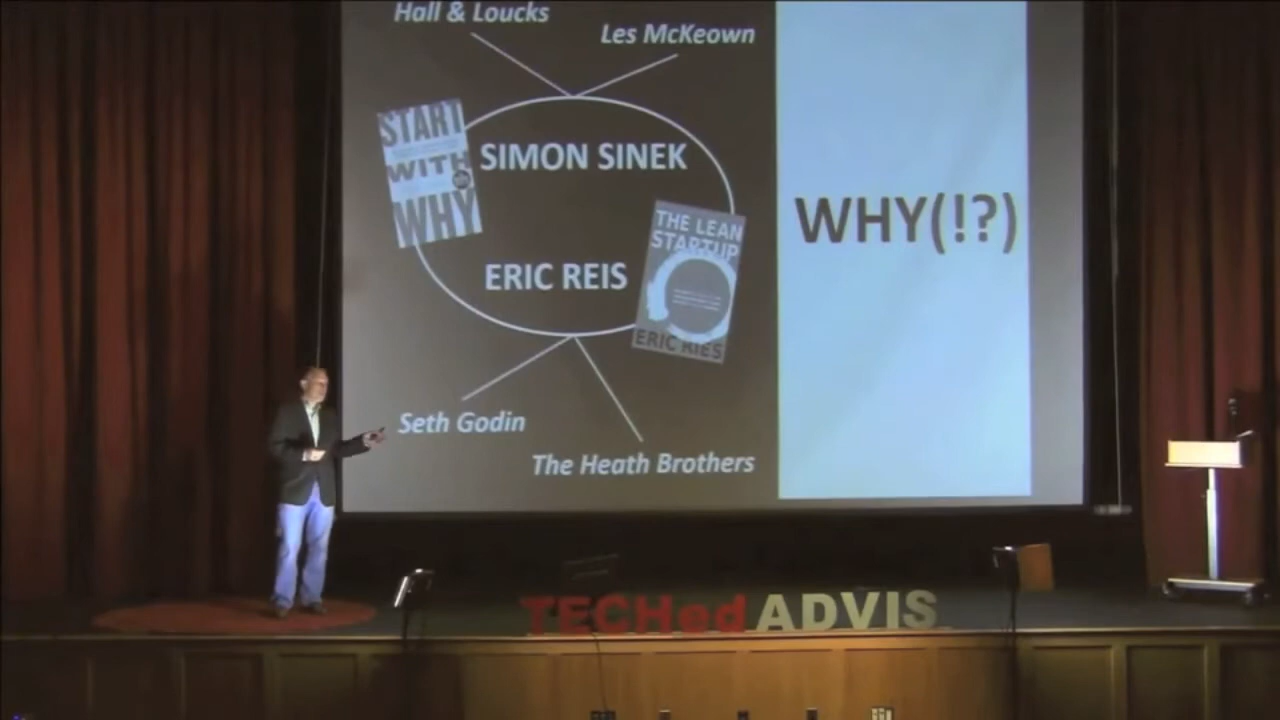 Hall & Loucks
Les McKeown
START
WITH
WHY
SIMON SINEK
THE LEAN
STARTUP
ERIC REIS
ERIC RIES
WHY(!?)
Seth Godin
The Heath Brothers
TECHed ADVIS